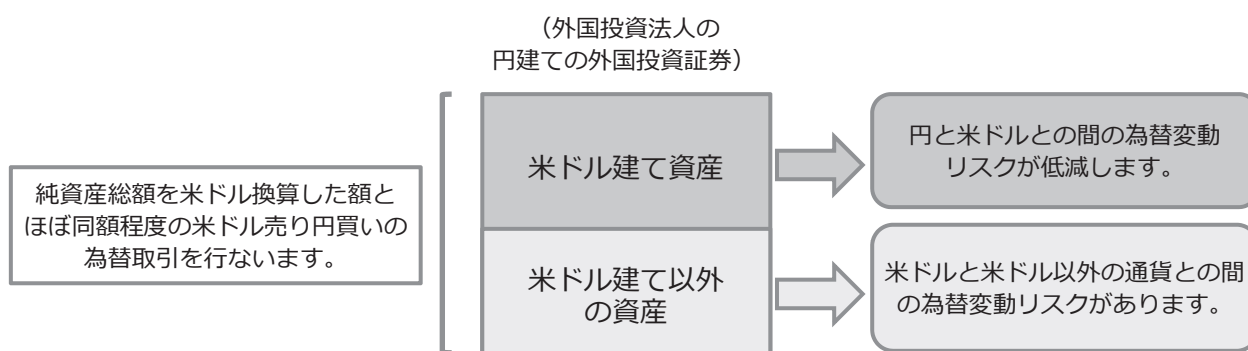 （外国投資法人の
円建ての外国投資証券）
純資産総額を米ドル換算した額と
ほぼ同額程度の米ドル売り円買いの
為替取引を行ないます。
米ドル建て資産
円と米ドルとの間の為替変動
リスクが低減します。
米ドル建て以外
の資産
米ドルと米ドル以外の通貨との間
の為替変動リスクがあります。